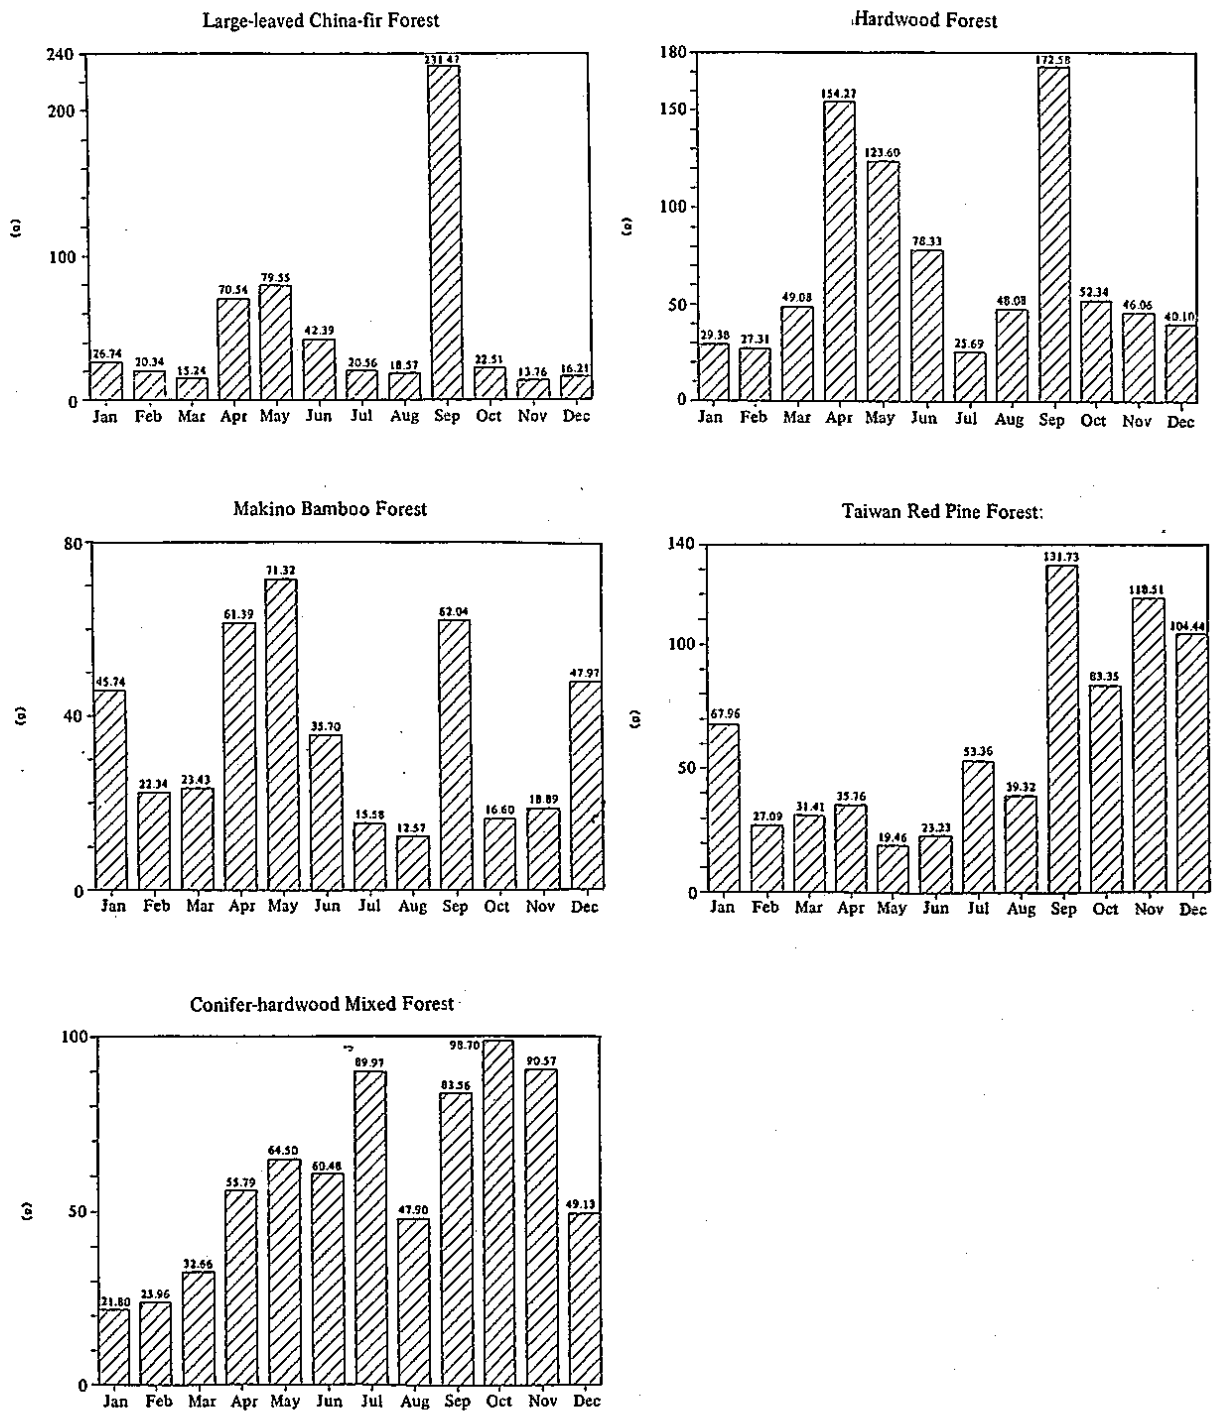 Large-leaved China-fir Forest
240
200
100
0
(g)
26.74 20.34 15.24 70.54 79.55 42.39 20.56 18.57 231.47 22.51 13.76 16.21
Jan Feb Mar Apr May Jun Jul Aug Sep Oct Nov Dec
Hardwood Forest
180
150
100
50
0
(g)
29.38 27.31 49.08 154.27 123.60 78.33 25.69 48.08 172.58 52.34 46.06 40.10
Jan Feb Mar Apr May Jun Jul Aug Sep Oct Nov Dec
Makino Bamboo Forest
80
40
0
(g)
45.74 22.34 23.43 61.39 71.32 35.70 15.58 12.57 62.04 16.60 18.89 47.97
Jan Feb Mar Apr May Jun Jul Aug Sep Oct Nov Dec
Taiwan Red Pine Forest:
140
100
50
0
(g)
67.96 27.09 31.41 35.76 19.46 23.23 53.36 39.32 131.73 83.35 118.51 104.44
Jan Feb Mar Apr May Jun Jul Aug Sep Oct Nov Dec
Conifer-hardwood Mixed Forest
100
50
0
(g)
21.80 23.96 32.66 55.79 64.50 60.48 89.97 47.90 83.56 98.70 90.57 49.13
Jan Feb Mar Apr May Jun Jul Aug Sep Oct Nov Dec